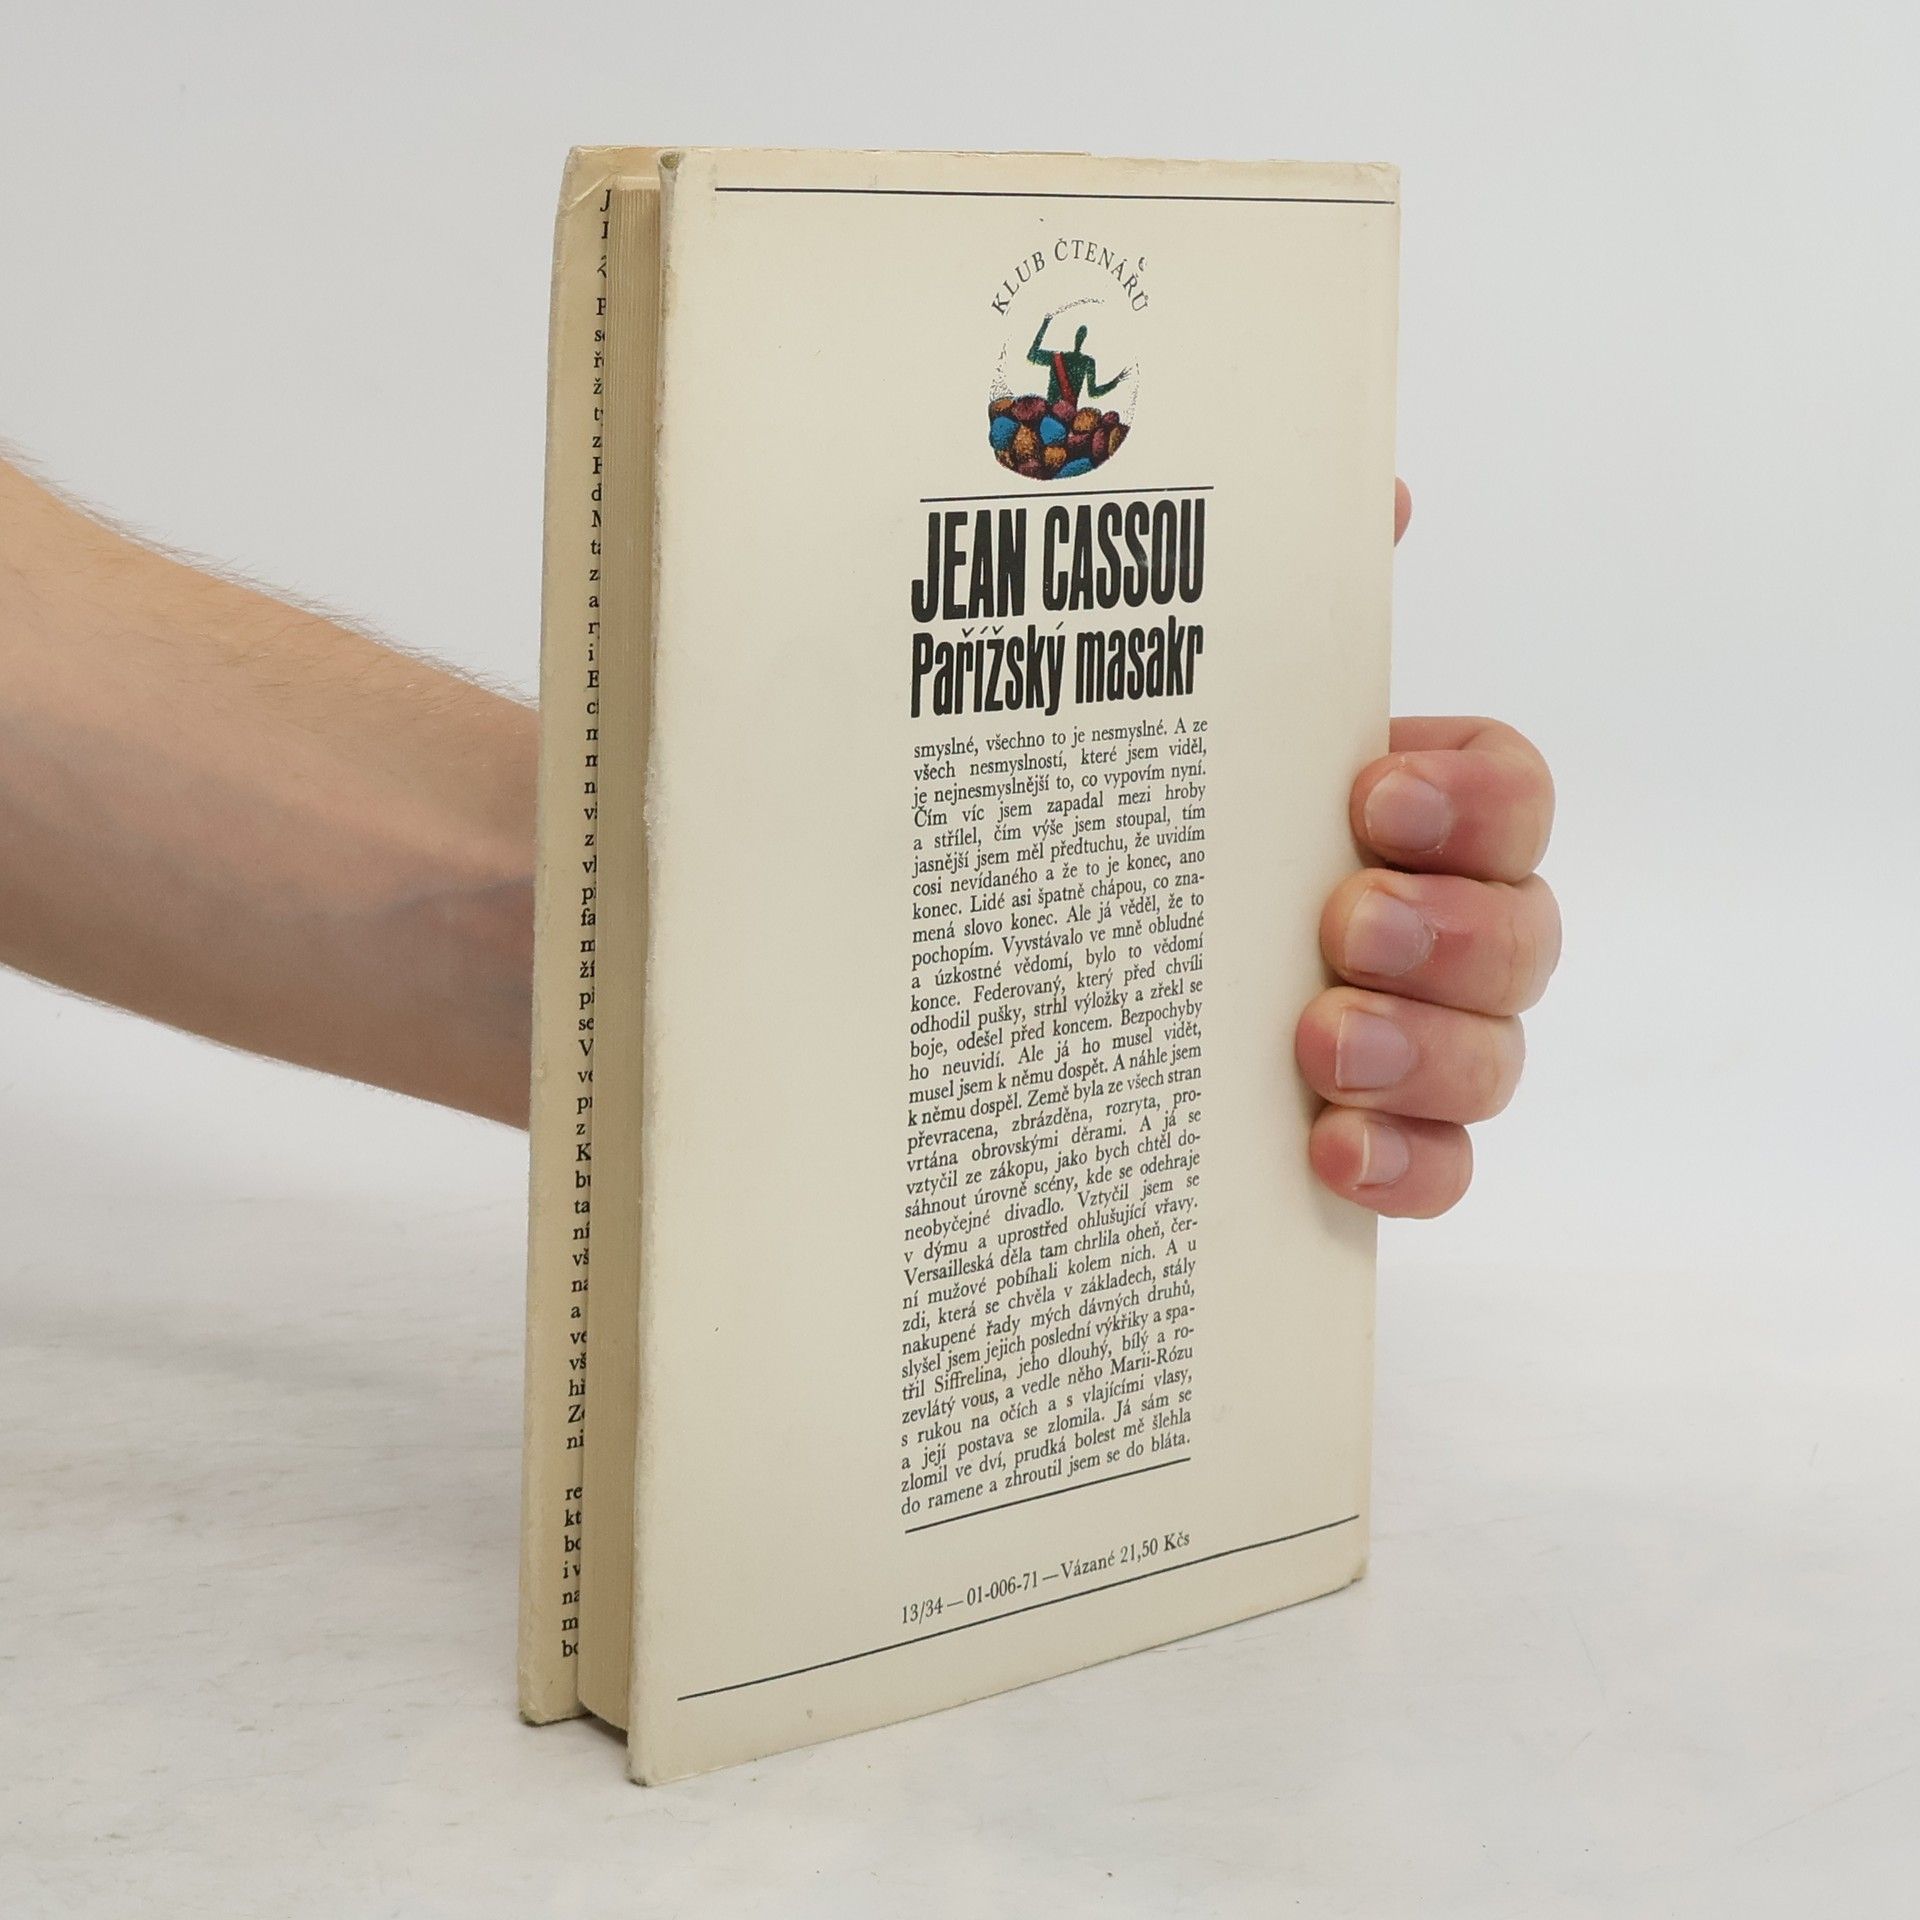 KLUB ČTENÁŘŮ
JEAN CASSOU
Pařížský masakr
smyslné, všechno to je nesmyslné. A ze
všech nesmyslností, které jsem viděl,
je nejnesmyslnější to, co vypovím nyní.
Čím víc jsem zapadal mezi hroby
a střílel, čím výše jsem stoupal, tím
jasnější jsem měl předtuchu, že uvidím
cosi nevídaného a že to je konec, ano
konec. Lidé asi špatně chápou, co zna-
mená slovo konec. Ale já věděl, že to
pochopím. Vyvstávalo ve mně obludné
a úzkostné vědomí, bylo to vědomí
konce. Federovaný, který před chvílí
odhodil pušky, strhl výložky a zřekl se
boje, odešel před koncem. Bezpochyby
ho neuvidí. Ale já ho musel vidět,
musel jsem k němu dospět. A náhle jsem
k němu dospěl. Země byla ze všech stran
převracena, zbrázděna, rozryta, pro-
vrtána obrovskými děrami. A já se
vztyčil ze zákopu, jako bych chtěl do-
sáhnout úrovně scény, kde se odehraje
neobyčejné divadlo. Vztyčil jsem se
v dýmu a uprostřed ohlušující vřavy.
Versailleská děla tam chrlila oheň, čer-
ní mužové pobíhali kolem nich. A u
zdi, která se chvěla v základech, stály
nakupené řady mých dávných druhů,
slyšel jsem jejich poslední výkřiky a spa-
třil Siffrelina, jeho dlouhý, bílý a ro-
zevlátý vous, a vedle něho Marii-Rózu
s rukou na očích a s vlajícími vlasy,
a její postava se zlomila. Já sám se
zlomil ve dví, prudká bolest mě šlehla
do ramene a zhroutil jsem se do bláta.
13/34 — 01-006-71 — Vázané 21,50 Kčs